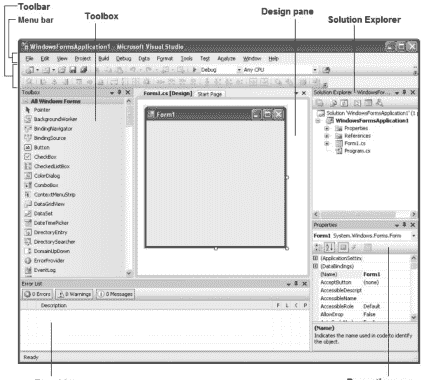 Toolbar
Menu bar
Toolbox
Design pane
Solution Explorer
WindowsFormsApplication1 - Microsoft Visual Studio
File Edit View Project Build Debug Data Format Tools Test Analyze Window Help
Debug Any CPU
Toolbox
All Windows Forms
Pointer
BackgroundWorker
BindingNavigator
BindingSource
Button
CheckBox
CheckedListBox
ColorDialog
ComboBox
ContextMenuStrip
DataGridView
DataSet
DateTimePicker
DirectoryEntry
DirectorySearcher
DomainUpDown
ErrorProvider
EventLog
Form1.cs [Design] Start Page
Form1
Solution Explorer - WindowsFor...
Solution 'WindowsFormsApplication1' (1 p
WindowsFormsApplication1
Properties
References
Form1.cs
Program.cs
Properties
Form1 System.Windows.Forms.Form
(ApplicationSetting
(DataBindings)
(Name) Form1
AcceptButton (none)
AccessibleDescript
AccessibleName
AccessibleRole Default
AllowDrop False
(Name)
Indicates the name used in code to identify the object.
Error List
0 Errors 0 Warnings 0 Messages
Description F L C P
Ready